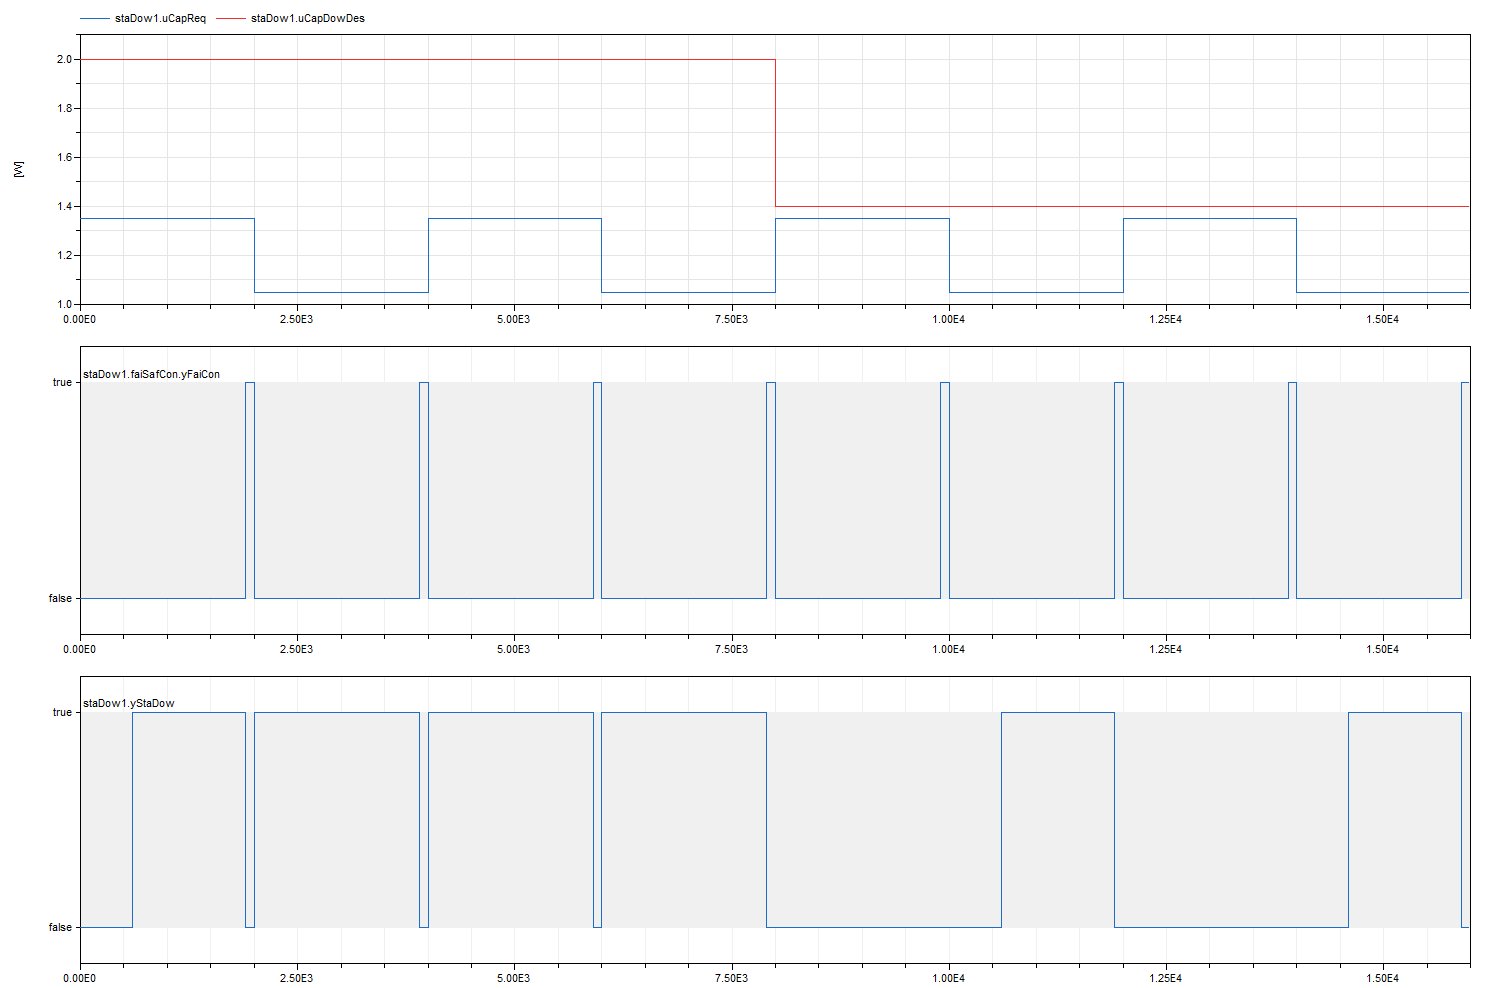 staDow1.uCapReq staDow1.uCapDowDes
[W]
2.0
1.8
1.6
1.4
1.2
1.0
0.00E0 2.50E3 5.00E3 7.50E3 1.00E4 1.25E4 1.50E4
staDow1.faiSafCon.yFaiCon
true
false
0.00E0 2.50E3 5.00E3 7.50E3 1.00E4 1.25E4 1.50E4
staDow1.yStaDow
true
false
0.00E0 2.50E3 5.00E3 7.50E3 1.00E4 1.25E4 1.50E4